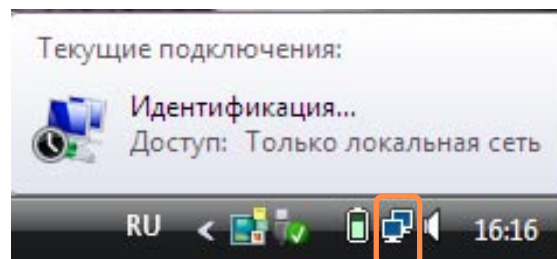 Текущие подключения:
Идентификация...
Доступ: Только локальная сеть
RU
16:16